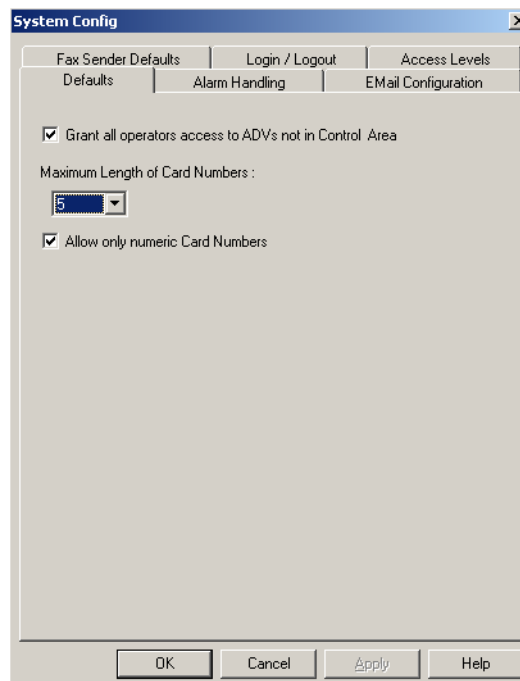 System Config
Fax Sender Defaults Login / Logout Access Levels
Defaults Alarm Handling EMail Configuration
Grant all operators access to ADVs not in Control Area
Maximum Length of Card Numbers :
5
Allow only numeric Card Numbers
OK Cancel Apply Help